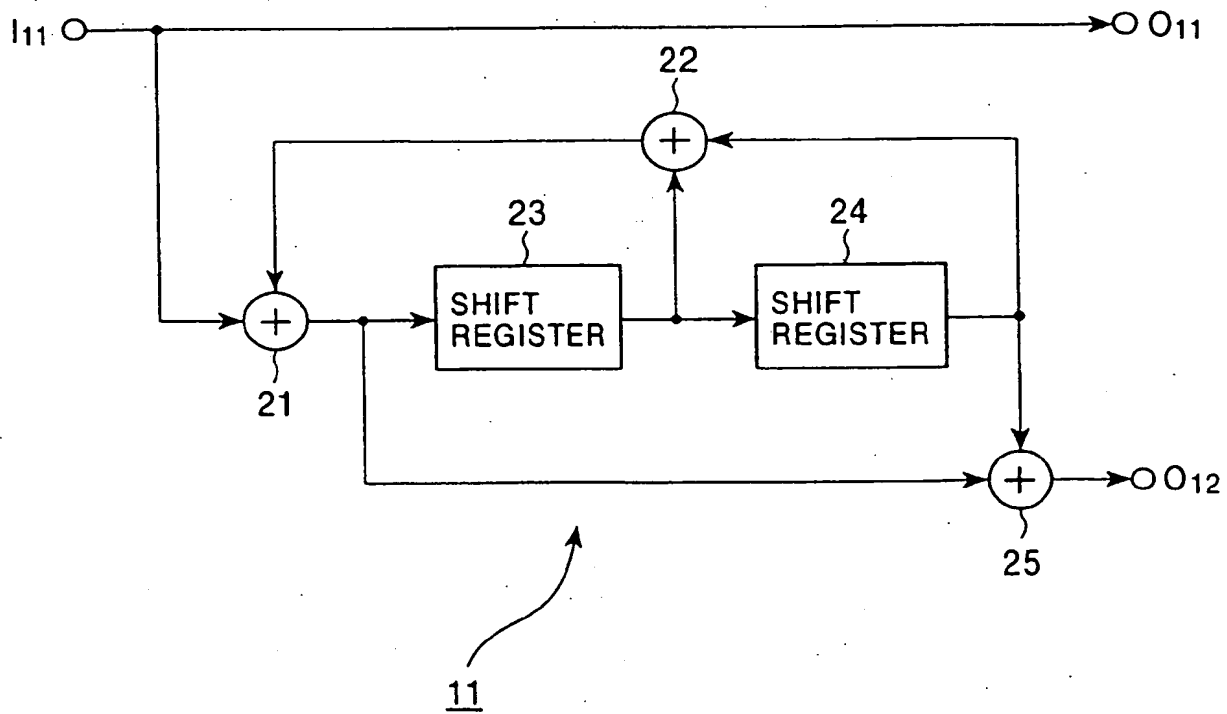 I11
O11
22
23
24
SHIFT
REGISTER
SHIFT
REGISTER
21
O12
25
11